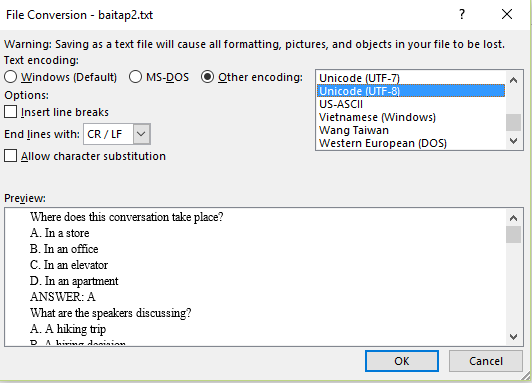 File Conversion - baitap2.txt
Warning: Saving as a text file will cause all formatting, pictures, and objects in your file to be lost.
Text encoding:
Windows (Default) MS-DOS Other encoding:
Unicode (UTF-7)
Unicode (UTF-8)
US-ASCII
Vietnamese (Windows)
Wang Taiwan
Western European (DOS)
Options:
Insert line breaks
End lines with: CR / LF
Allow character substitution
Preview:
Where does this conversation take place?
A. In a store
B. In an office
C. In an elevator
D. In an apartment
ANSWER: A
What are the speakers discussing?
A. A hiking trip
B. A hiring decision
OK Cancel